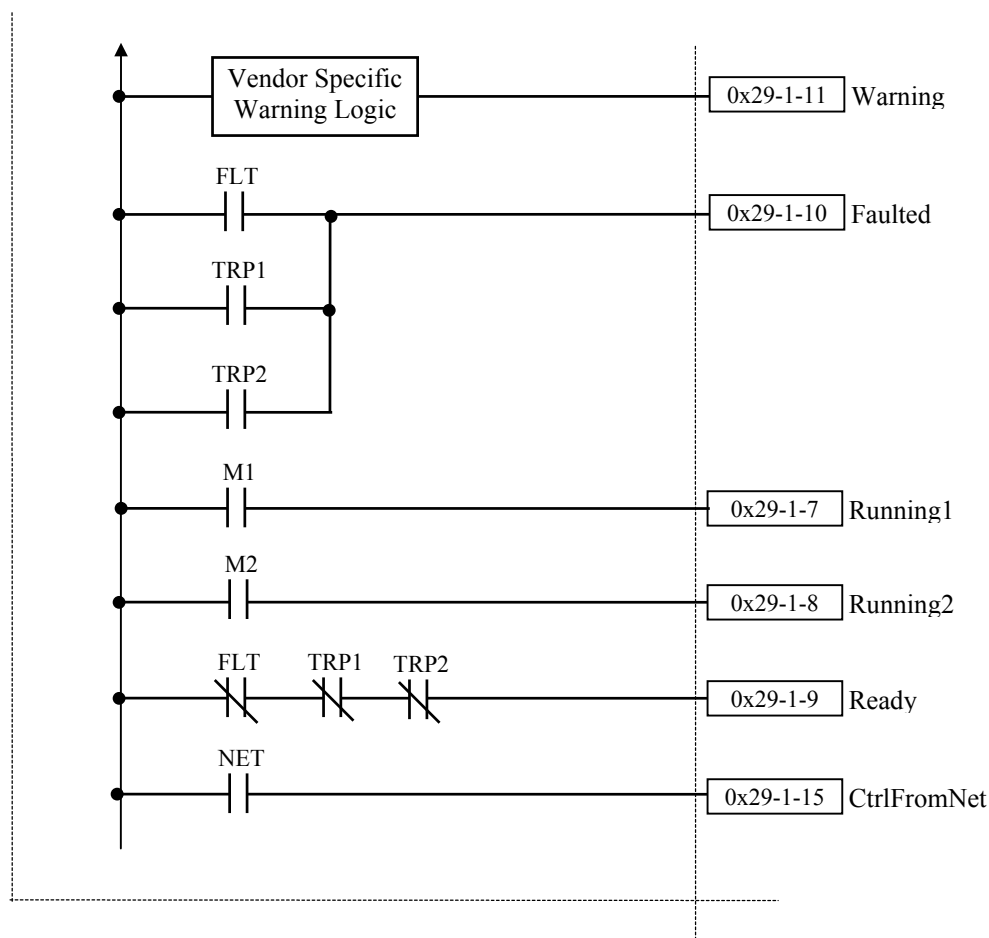 Vendor Specific
Warning Logic
0x29-1-11 Warning
FLT
0x29-1-10 Faulted
TRP1
TRP2
M1
0x29-1-7 Running1
M2
0x29-1-8 Running2
FLT TRP1 TRP2
0x29-1-9 Ready
NET
0x29-1-15 CtrlFromNet